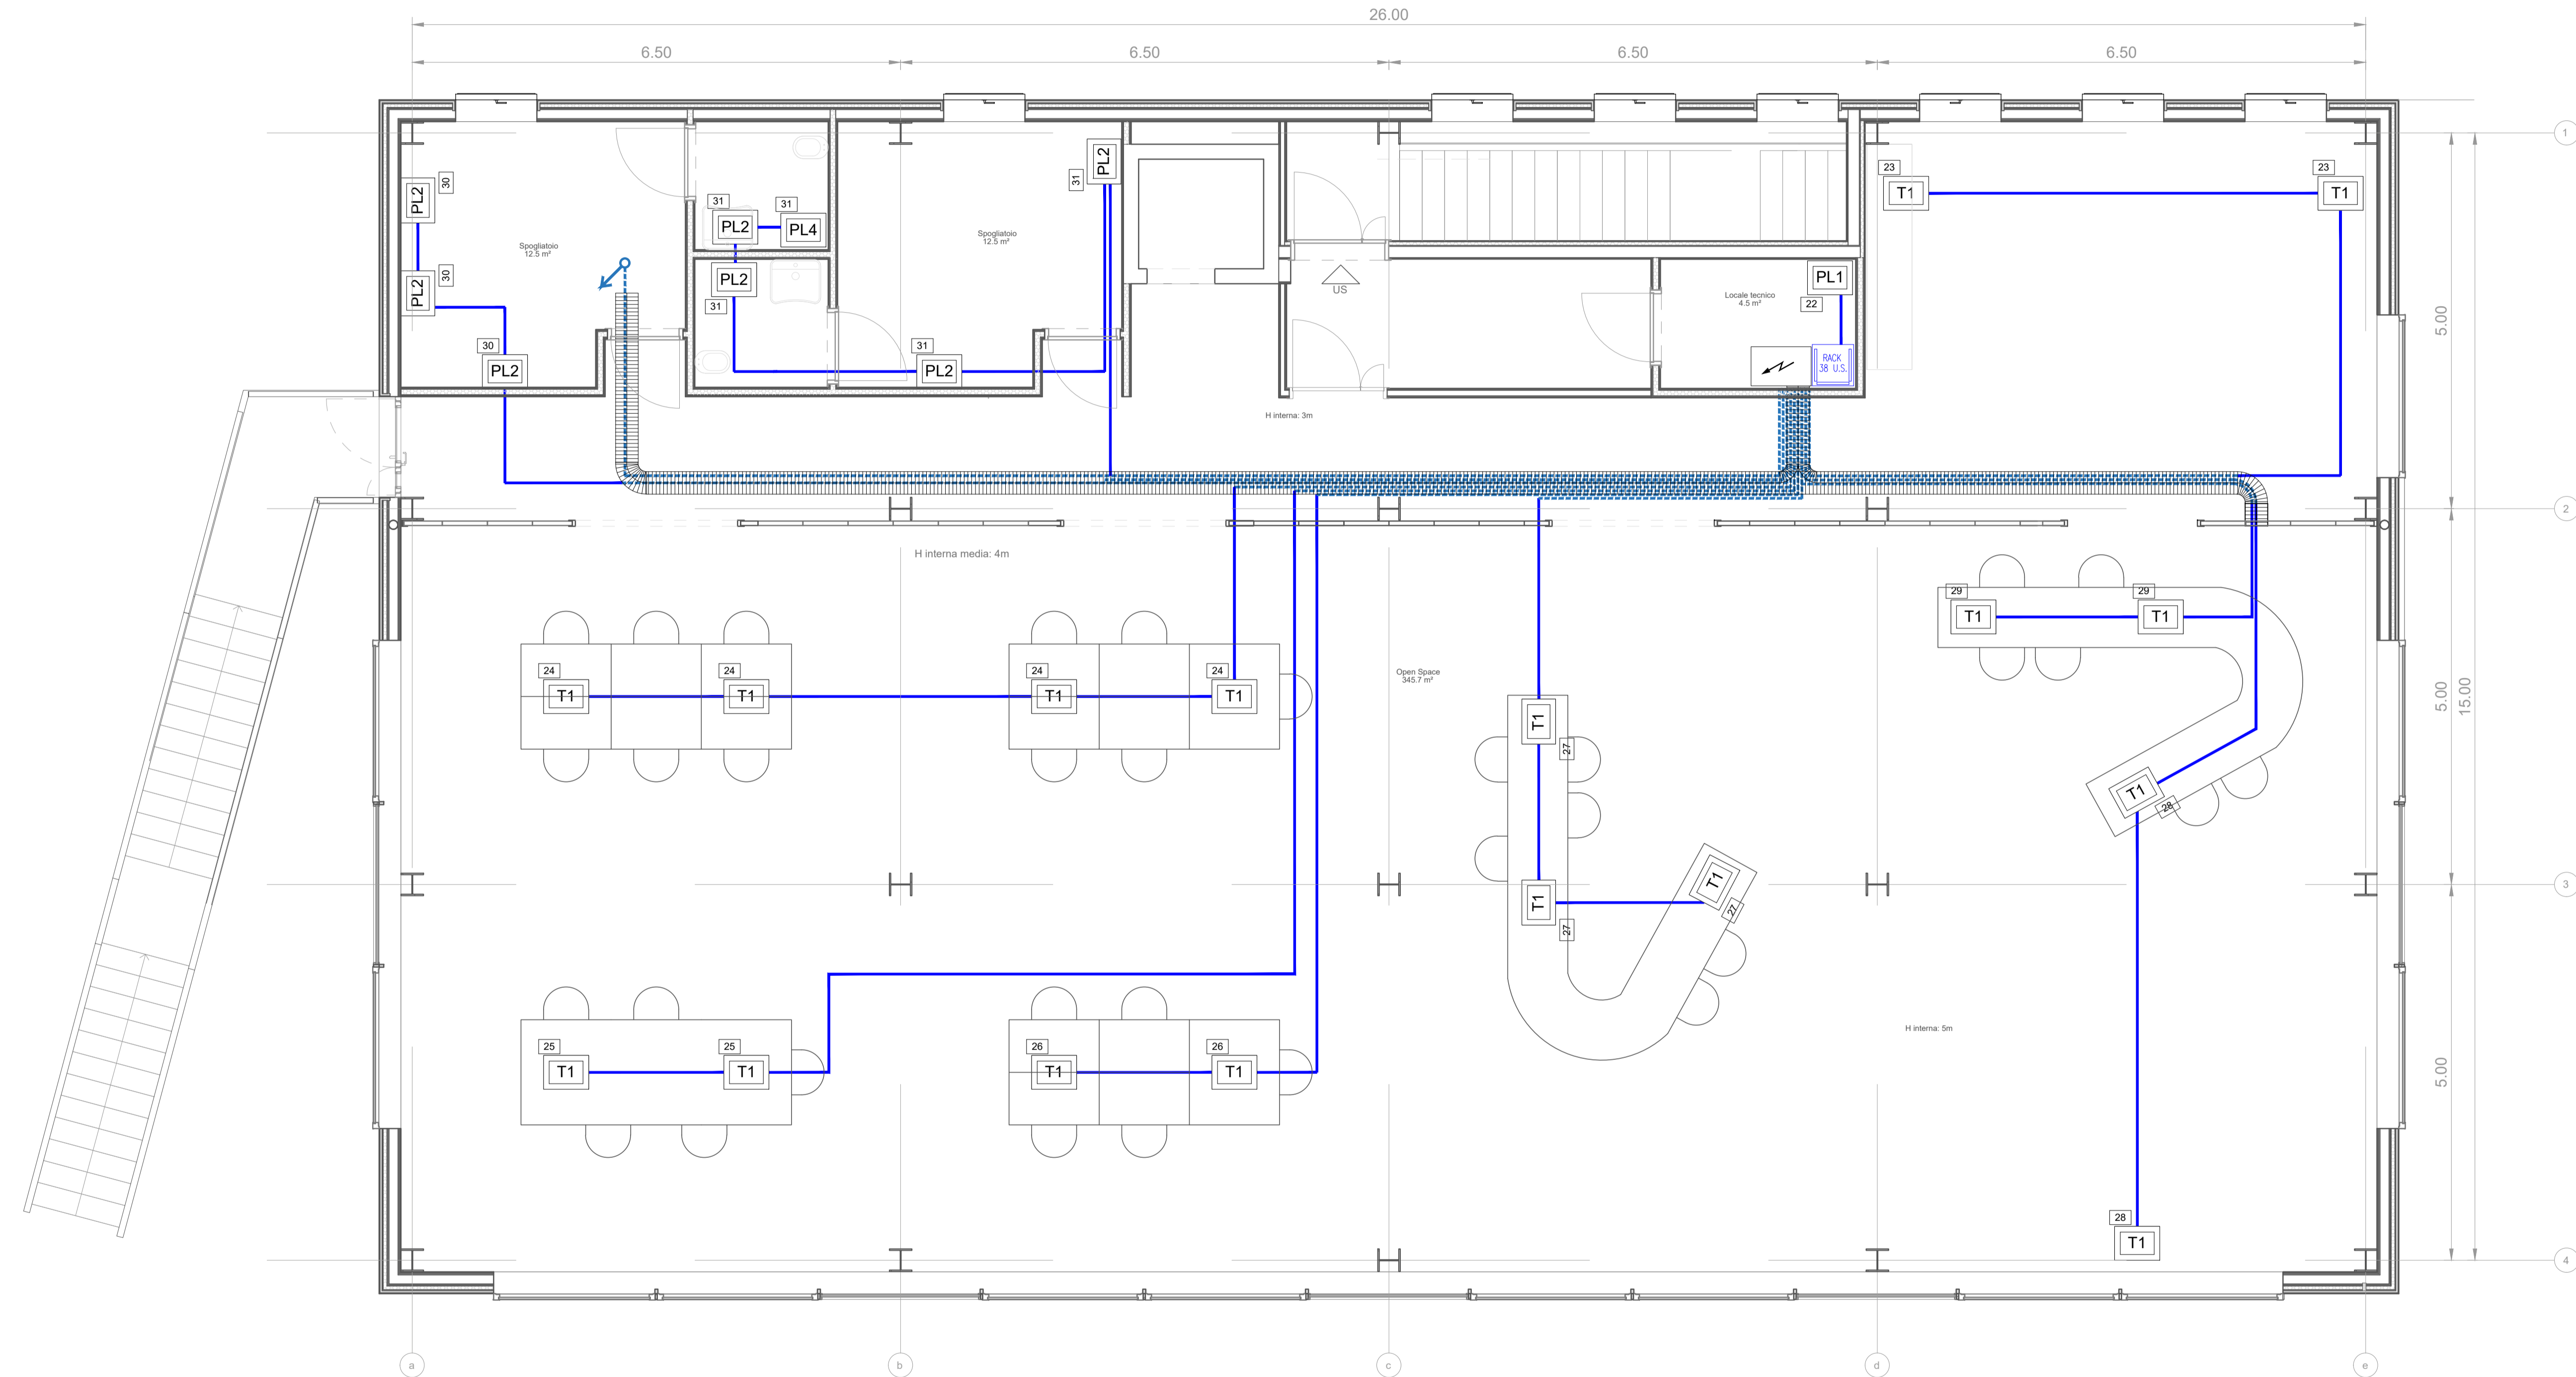 26.00
6.50
6.50
6.50
6.50
1
23
23
T1
T1
PL2
30
PL2
31
31
31
PL2
PL4
Spogliatoio
12.5 m²
Spogliatoio
12.5 m²
PL2
30
PL2
31
US
Locale tecnico
4.5 m²
PL1
22
RACK
38 U.S.
30
PL2
31
PL2
5.00
H interna: 3m
2
H interna media: 4m
29
29
T1
T1
24
24
24
24
T1
T1
T1
T1
Open Space
345.7 m²
5.00
15.00
T1
27
T1
28
3
T1
27
T1
27
H interna: 5m
25
25
26
26
T1
T1
T1
T1
5.00
28
T1
4
a
b
c
d
e